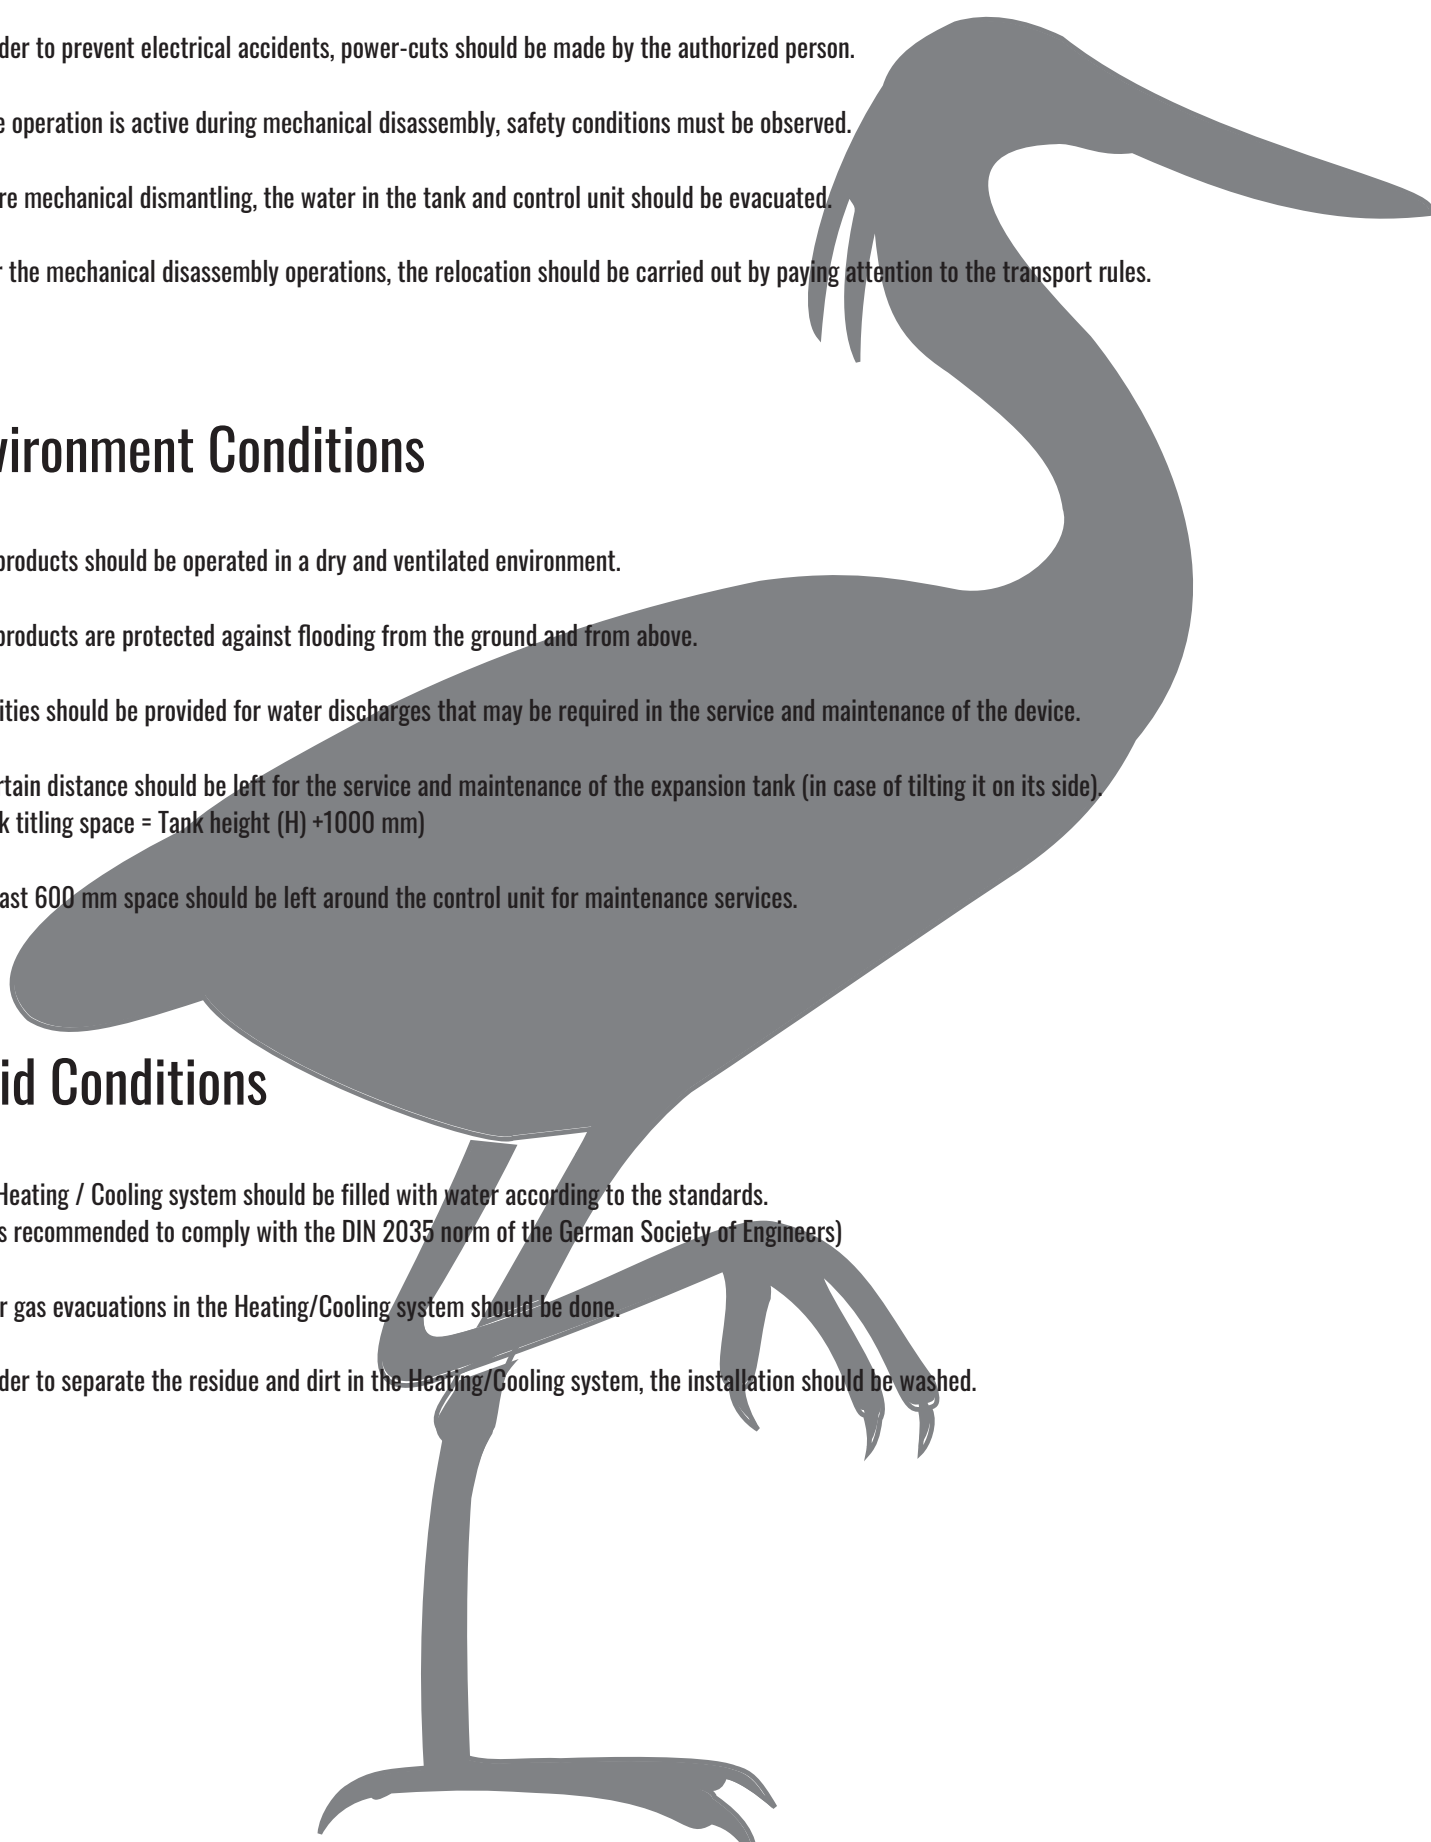 der to prevent electrical accidents, power-cuts should be made by the authorized person.
e operation is active during mechanical disassembly, safety conditions must be observed.
re mechanical dismantling, the water in the tank and control unit should be evacuated.
r the mechanical disassembly operations, the relocation should be carried out by paying attention to the transport rules.
vironment Conditions
products should be operated in a dry and ventilated environment.
products are protected against flooding from the ground and from above.
ities should be provided for water discharges that may be required in the service and maintenance of the device.
rtain distance should be left for the service and maintenance of the expansion tank (in case of tilting it on its side).
k titling space = Tank height (H) +1000 mm)
ast 600 mm space should be left around the control unit for maintenance services.
id Conditions
Heating / Cooling system should be filled with water according to the standards.
s recommended to comply with the DIN 2035 norm of the German Society of Engineers)
r gas evacuations in the Heating/Cooling system should be done.
der to separate the residue and dirt in the Heating/Cooling system, the installation should be washed.